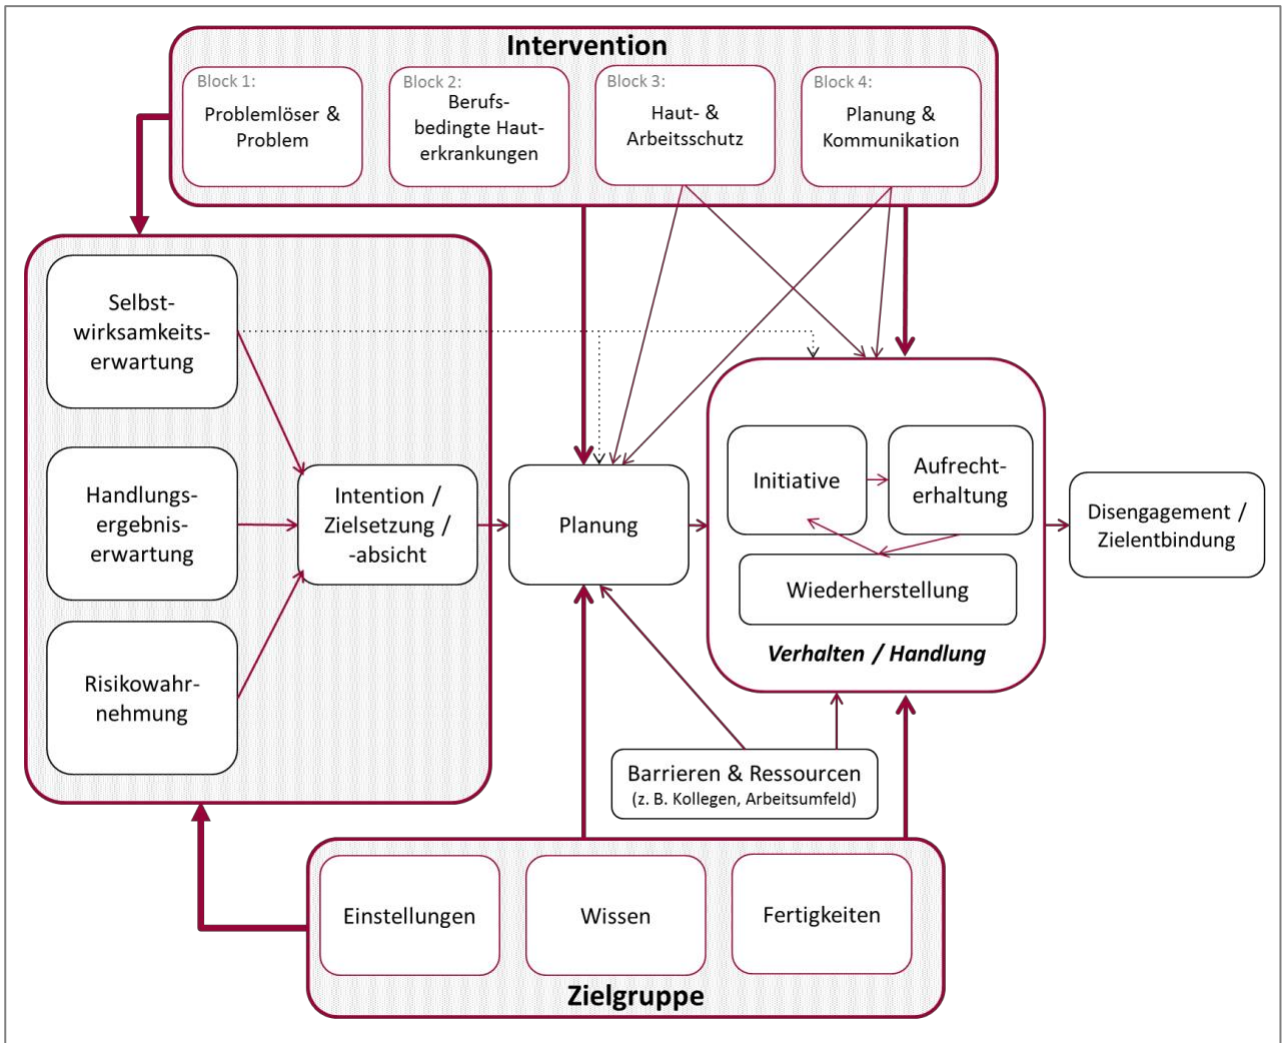 Intervention
Block 1:
Problemlöser &
Problem
Block 2:
Berufs-
bedingte Haut-
erkrankungen
Block 3:
Haut- &
Arbeitsschutz
Block 4:
Planung &
Kommunikation
Selbst-
wirksamkeits-
erwartung
Handlungs-
ergebnis-
erwartung
Risikowahr-
nehmung
Intention /
Zielsetzung /
-absicht
Planung
Initiative
Aufrecht-
erhaltung
Wiederherstellung
Verhalten / Handlung
Disengagement /
Zielentbindung
Barrieren & Ressourcen
(z. B. Kollegen, Arbeitsumfeld)
Einstellungen
Wissen
Fertigkeiten
Zielgruppe